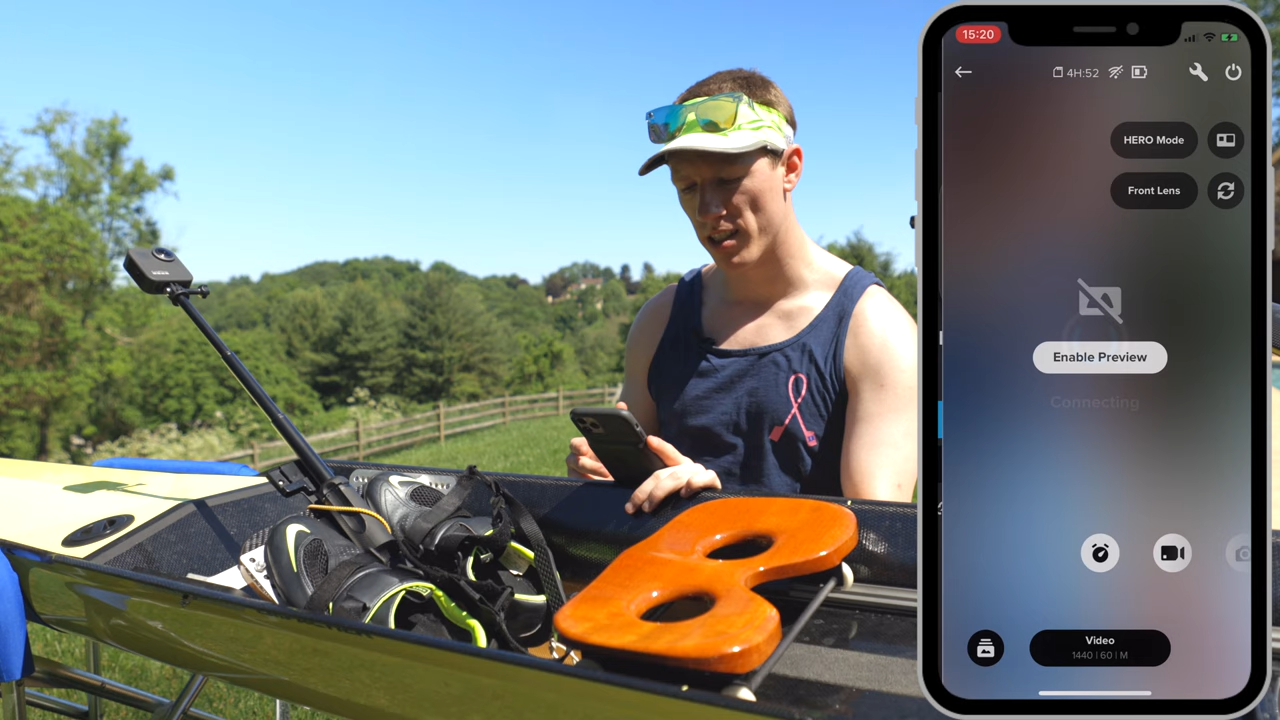 15:20
4H:52
HERO Mode
Front Lens
Enable Preview
Connecting
Video
1440 | 60 | M